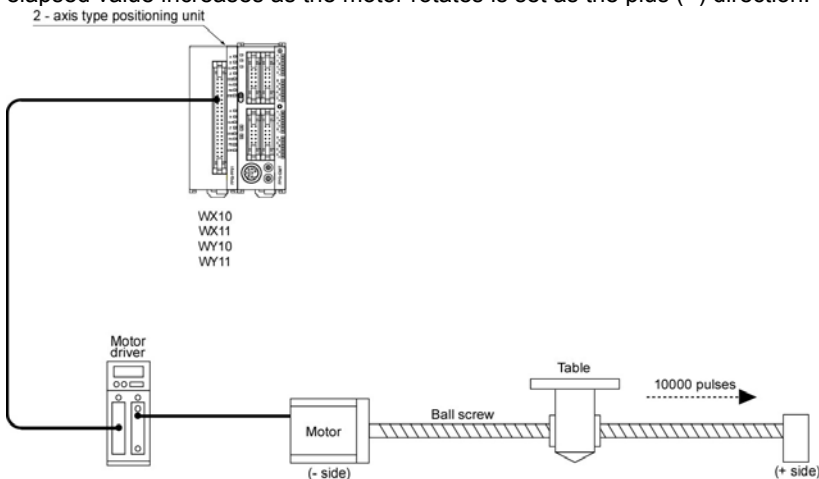 elapsed value increases as the motor rotates is set as the plus (+) direction.
2 - axis type positioning unit
WX10
WX11
WY10
WY11
Motor
driver
Table
10000 pulses
Ball screw
Motor
(- side)
(+ side)